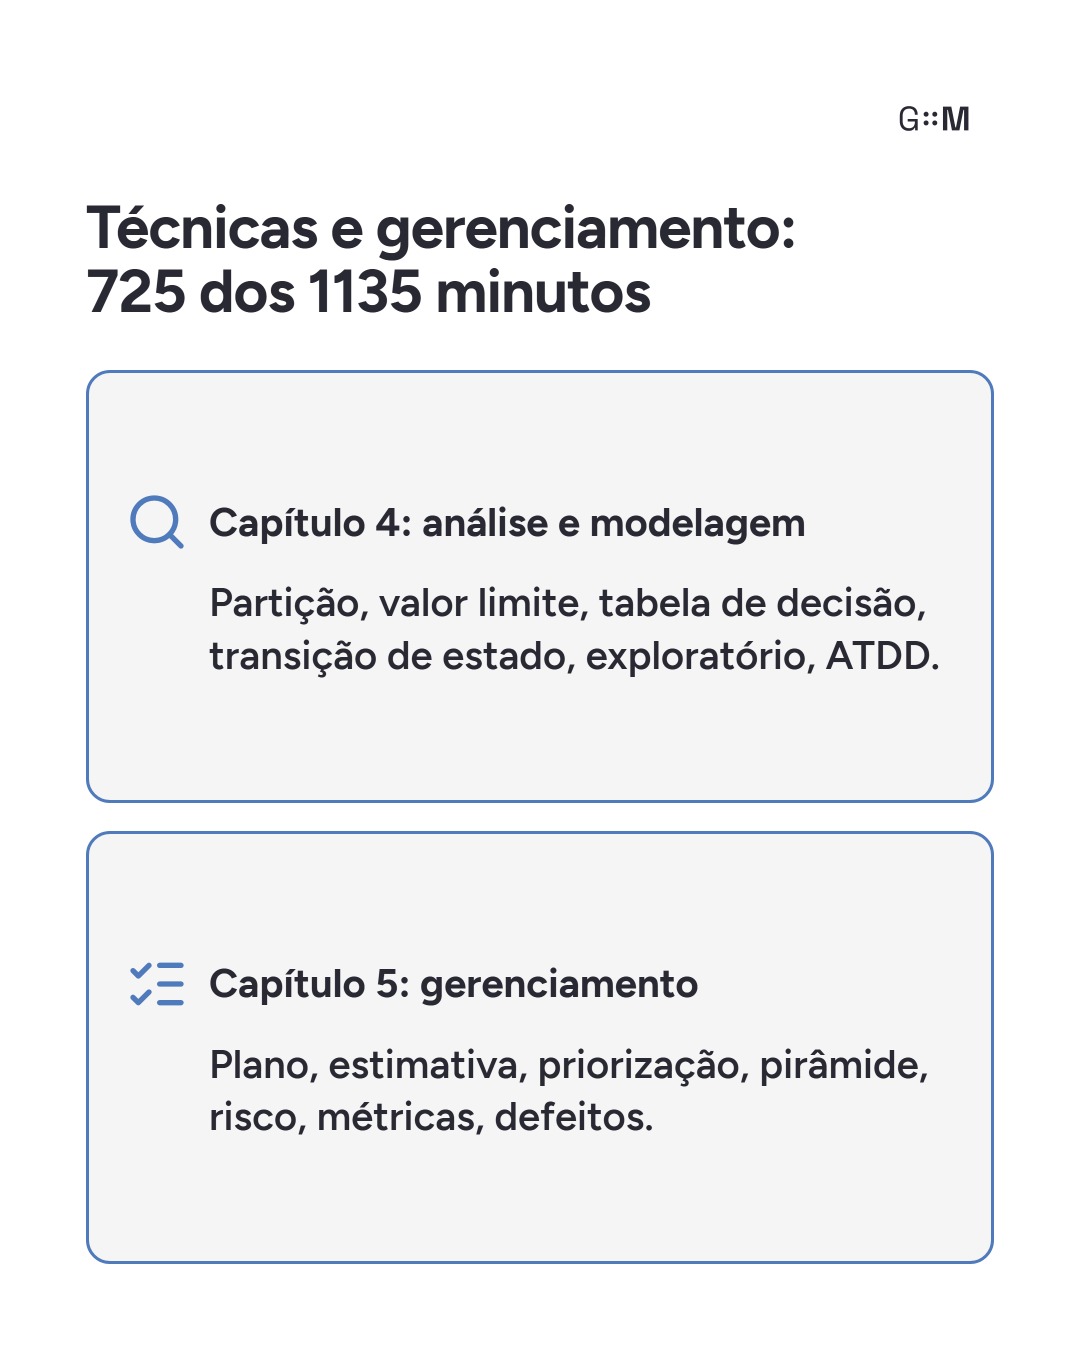 G::M
Técnicas e gerenciamento:
725 dos 1135 minutos
Capítulo 4: análise e modelagem
Partição, valor limite, tabela de decisão,
transição de estado, exploratório, ATDD.
Capítulo 5: gerenciamento
Plano, estimativa, priorização, pirâmide,
risco, métricas, defeitos.